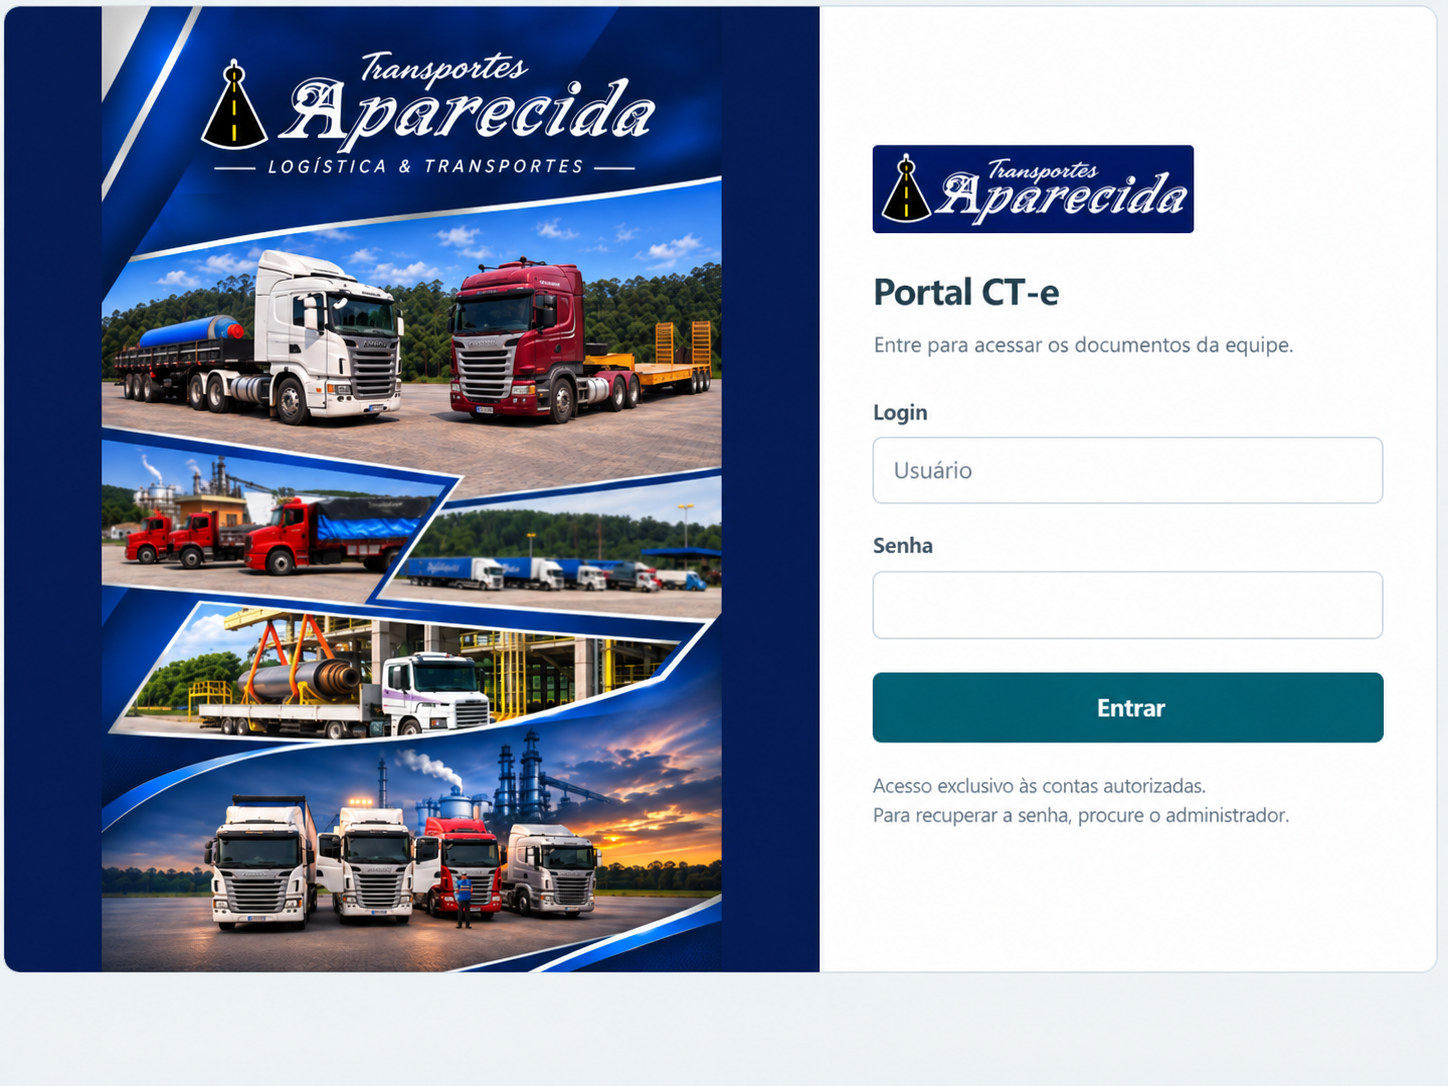 Transportes
Aparecida
LOGÍSTICA & TRANSPORTES
Transportes
Aparecida
Portal CT-e
Entre para acessar os documentos da equipe.
Login
Usuário
Senha
Entrar
Acesso exclusivo às contas autorizadas.
Para recuperar a senha, procure o administrador.